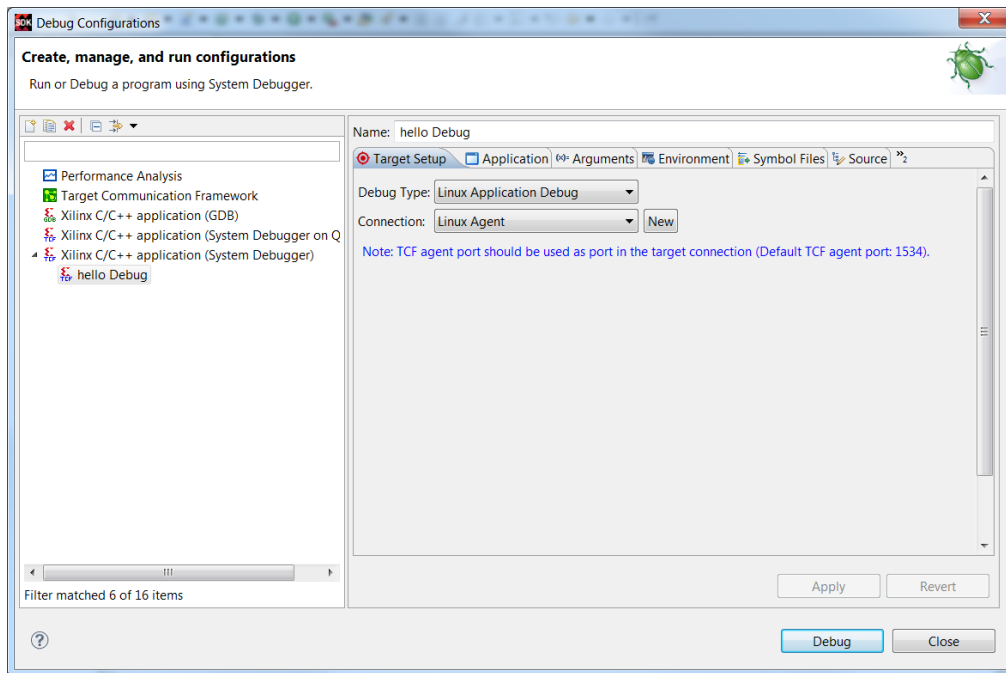 SDK Debug Configurations
Create, manage, and run configurations
Run or Debug a program using System Debugger.
Performance Analysis
Target Communication Framework
Xilinx C/C++ application (GDB)
Xilinx C/C++ application (System Debugger on Q
Xilinx C/C++ application (System Debugger)
hello Debug
Filter matched 6 of 16 items
Name: hello Debug
Target Setup Application (x)= Arguments Environment Symbol Files Source »2
Debug Type: Linux Application Debug
Connection: Linux Agent New
Note: TCF agent port should be used as port in the target connection (Default TCF agent port: 1534).
Apply Revert
? Debug Close